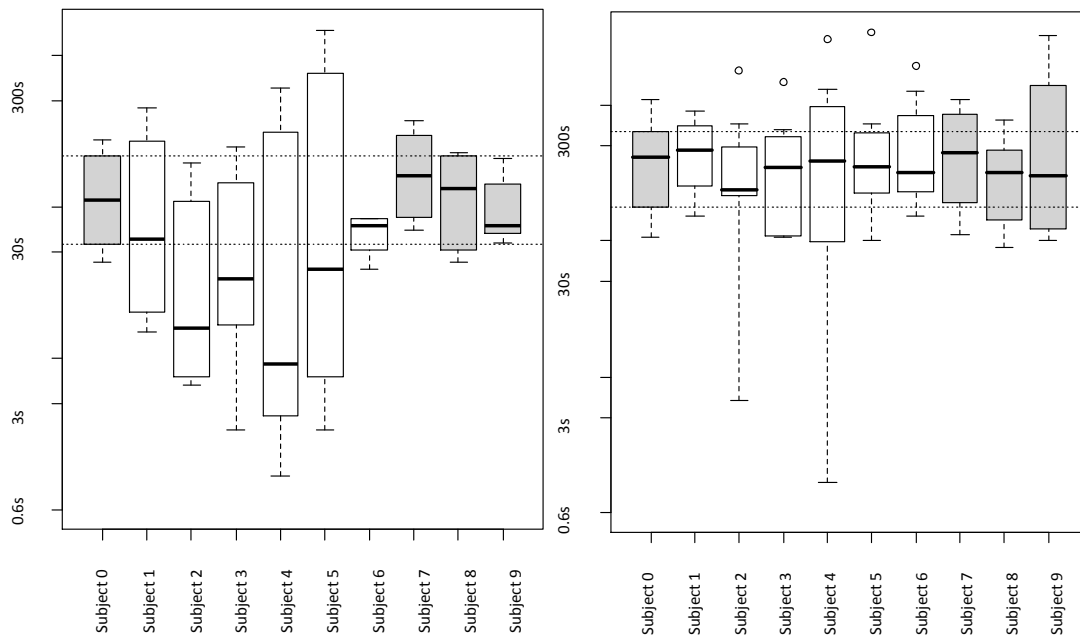 300s
30s
3s
0.6s
Subject 0
Subject 1
Subject 2
Subject 3
Subject 4
Subject 5
Subject 6
Subject 7
Subject 8
Subject 9
300s
30s
3s
0.6s
Subject 0
Subject 1
Subject 2
Subject 3
Subject 4
Subject 5
Subject 6
Subject 7
Subject 8
Subject 9